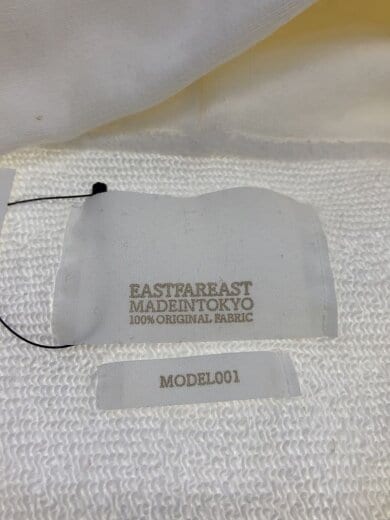 EASTFAREAST
MADEINTOKYO
100% ORIGINAL FABRIC
MODEL001